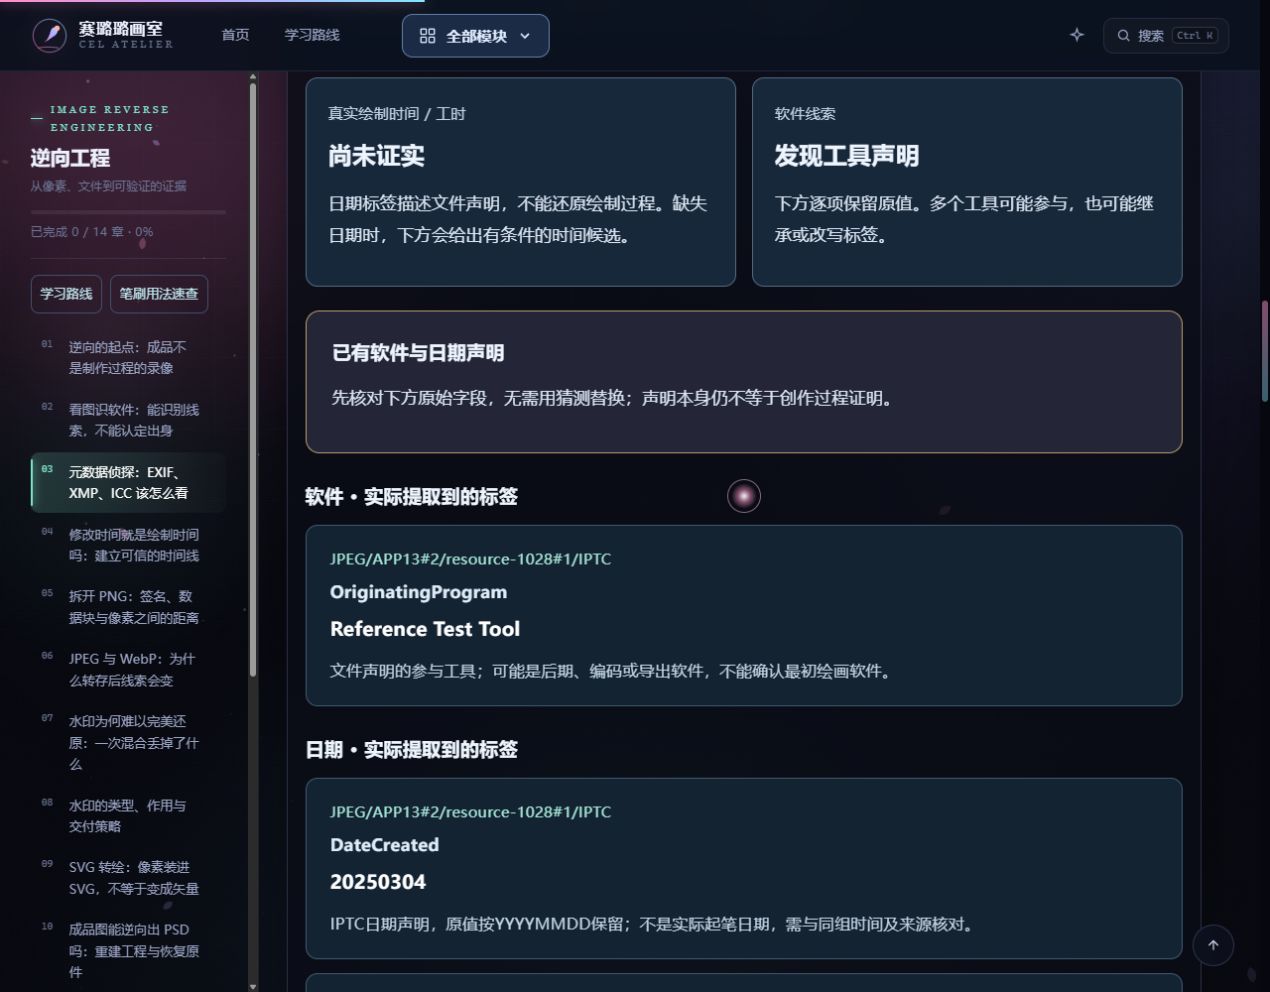 赛璐璐画室
CEL ATELIER
首页
学习路线
全部模块
搜索
Ctrl K
IMAGE REVERSE
ENGINEERING
逆向工程
从像素、文件到可验证的证据
已完成 0 / 14 章 · 0%
学习路线
笔刷用法速查
01 逆向的起点：成品不
是制作过程的录像
02 看图识软件：能识别线
索，不能认定出身
03 元数据侦探：EXIF、
XMP、ICC 该怎么看
04 修改时间就是绘制时间
吗：建立可信的时间线
05 拆开 PNG：签名、数
据块与像素之间的距离
06 JPEG 与 WebP：为什
么转存后线索会变
07 水印为何难以完美还
原：一次混合丢掉了什
么
08 水印的类型、作用与
交付策略
09 SVG 转绘：像素装进
SVG，不等于变成矢量
10 成品图能逆向出 PSD
吗：重建工程与恢复原
件
真实绘制时间 / 工时
尚未证实
日期标签描述文件声明，不能还原绘制过程。缺失
日期时，下方会给出有条件的时间候选。
软件线索
发现工具声明
下方逐项保留原值。多个工具可能参与，也可能继
承或改写标签。
已有软件与日期声明
先核对下方原始字段，无需用猜测替换；声明本身仍不等于创作过程证明。
软件 • 实际提取到的标签
JPEG/APP13#2/resource-1028#1/IPTC
OriginatingProgram
Reference Test Tool
文件声明的参与工具；可能是后期、编码或导出软件，不能确认最初绘画软件。
日期 • 实际提取到的标签
JPEG/APP13#2/resource-1028#1/IPTC
DateCreated
20250304
IPTC日期声明，原值按YYYYMMDD保留；不是实际起笔日期，需与同组时间及来源核对。